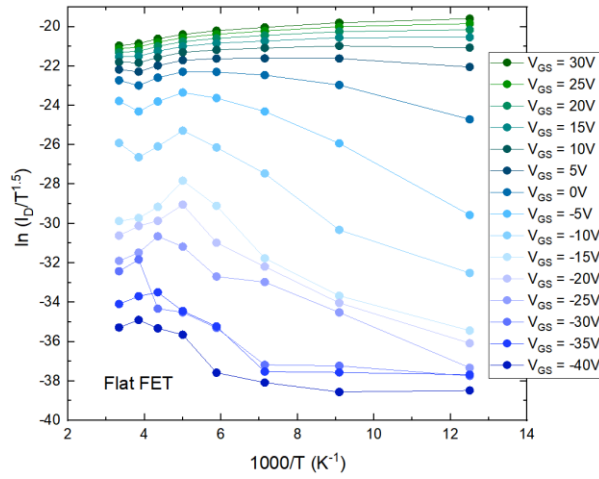 -20
-22
-24
-26
-28
-30
-32
-34
-36
-38
-40
ln (I_D/T^1.5)
Flat FET
2 4 6 8 10 12 14
1000/T (K^-1)
V_GS = 30V
V_GS = 25V
V_GS = 20V
V_GS = 15V
V_GS = 10V
V_GS = 5V
V_GS = 0V
V_GS = -5V
V_GS = -10V
V_GS = -15V
V_GS = -20V
V_GS = -25V
V_GS = -30V
V_GS = -35V
V_GS = -40V